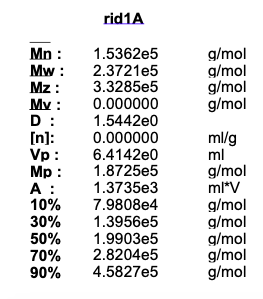 rid1A
Mn : 1.5362e5 g/mol
Mw : 2.3721e5 g/mol
Mz : 3.3285e5 g/mol
Mv : 0.000000 g/mol
D : 1.5442e0
[n]: 0.000000 ml/g
Vp : 6.4142e0 ml
Mp : 1.8725e5 g/mol
A : 1.3735e3 ml*V
10% 7.9808e4 g/mol
30% 1.3956e5 g/mol
50% 1.9903e5 g/mol
70% 2.8204e5 g/mol
90% 4.5827e5 g/mol